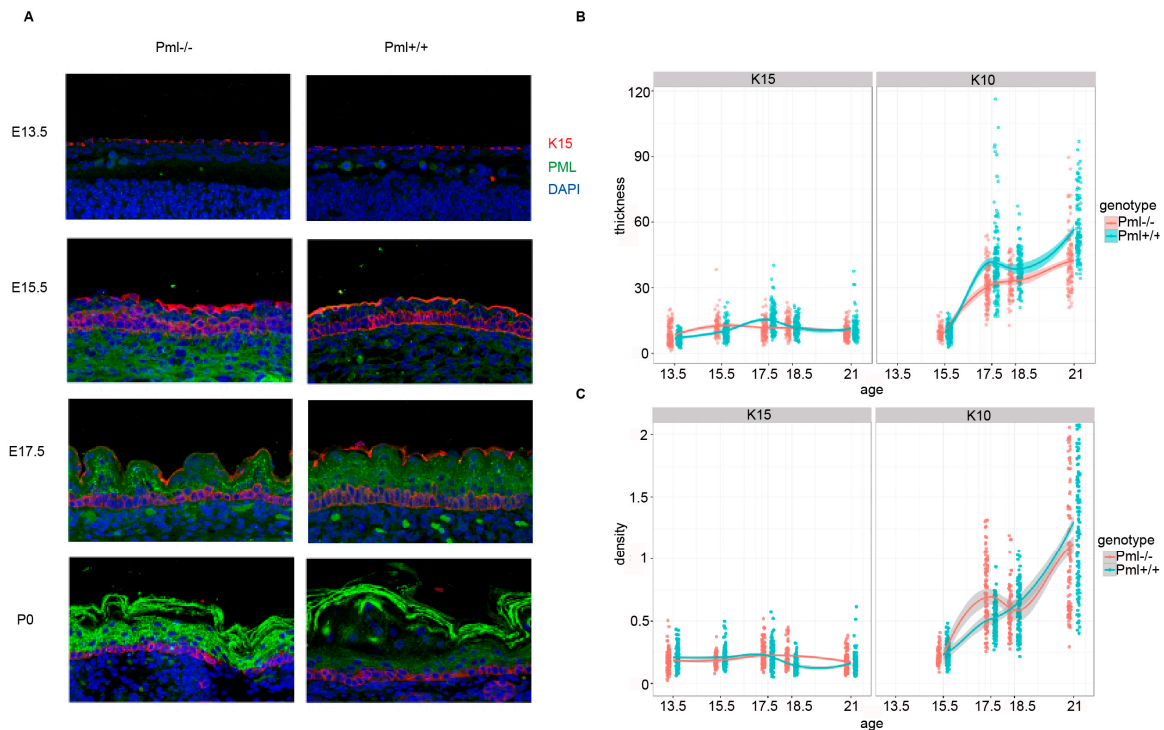 A
Pml-/-
Pml+/+
E13.5
E15.5
E17.5
P0
K15
PML
DAPI
B
K15
K10
thickness
120
90
60
30
0
13.5
15.5
17.5
18.5
21
13.5
15.5
17.5
18.5
21
age
genotype
Pml-/-
Pml+/+
C
K15
K10
density
2
1.5
1
0.5
0
13.5
15.5
17.5
18.5
21
13.5
15.5
17.5
18.5
21
age
genotype
Pml-/-
Pml+/+